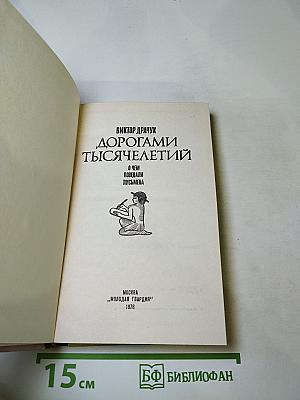 ВИКТОР ДРАЧУК
ДОРОГАМИ
ТЫСЯЧЕЛЕТИЙ
О ЧЕМ
ПОВЕДАЛИ
ПИСЬМЕНА
МОСКВА
„МОЛОДАЯ ГВАРДИЯ"
1976
15 см
БФ БИБЛИОФАН